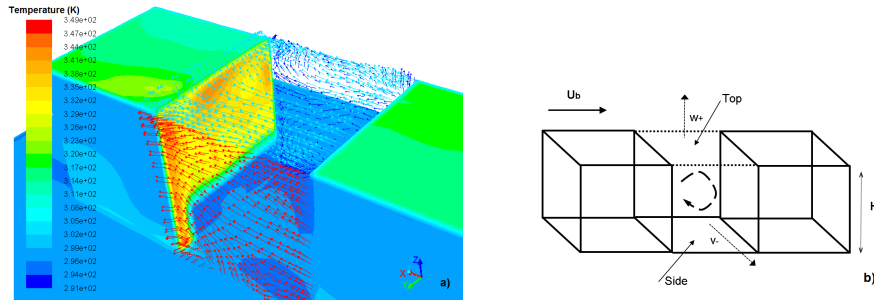 Temperature (K)
3.49e+02
3.47e+02
3.44e+02
3.41e+02
3.38e+02
3.35e+02
3.32e+02
3.29e+02
3.26e+02
3.23e+02
3.20e+02
3.17e+02
3.14e+02
3.11e+02
3.08e+02
3.05e+02
3.02e+02
2.99e+02
2.96e+02
2.94e+02
2.91e+02
Z
X
Y
a)
Ub
w+
Top
H
v-
Side
b)